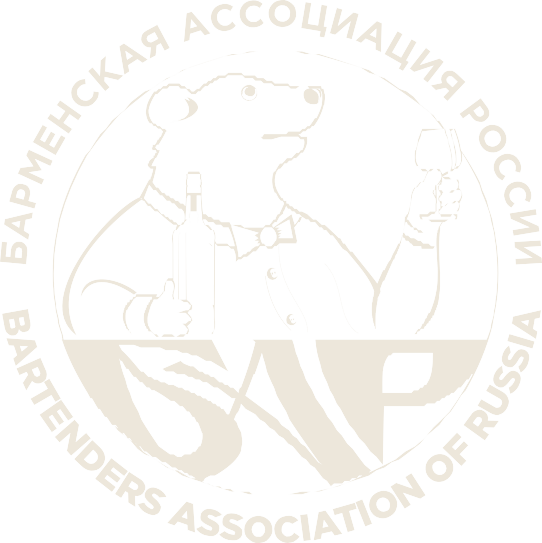 БАРМЕНСКАЯ АССОЦИАЦИЯ РОССИИ
БАР
BARTENDERS ASSOCIATION OF RUSSIA